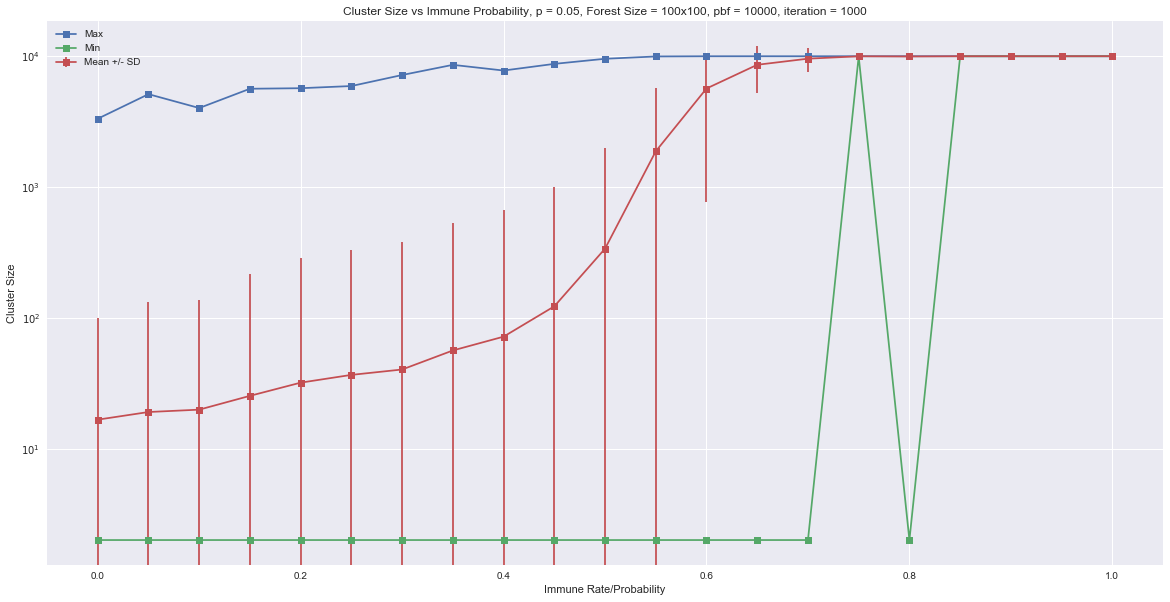 Cluster Size vs Immune Probability, p = 0.05, Forest Size = 100x100, pbf = 10000, iteration = 1000
Max
Min
Mean +/- SD
10^4
10^3
10^2
10^1
Cluster Size
0.0 0.2 0.4 0.6 0.8 1.0
Immune Rate/Probability